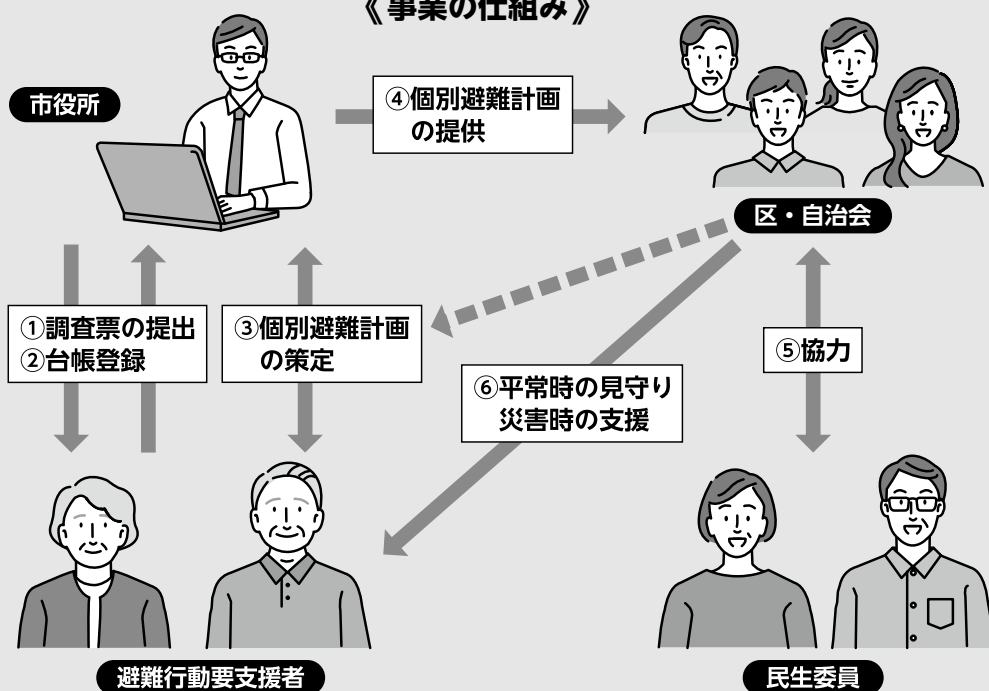 《事業の仕組み》
市役所
④個別避難計画
の提供
区・自治会
①調査票の提出
②台帳登録
③個別避難計画
の策定
⑤協力
⑥平常時の見守り
災害時の支援
避難行動要支援者
民生委員